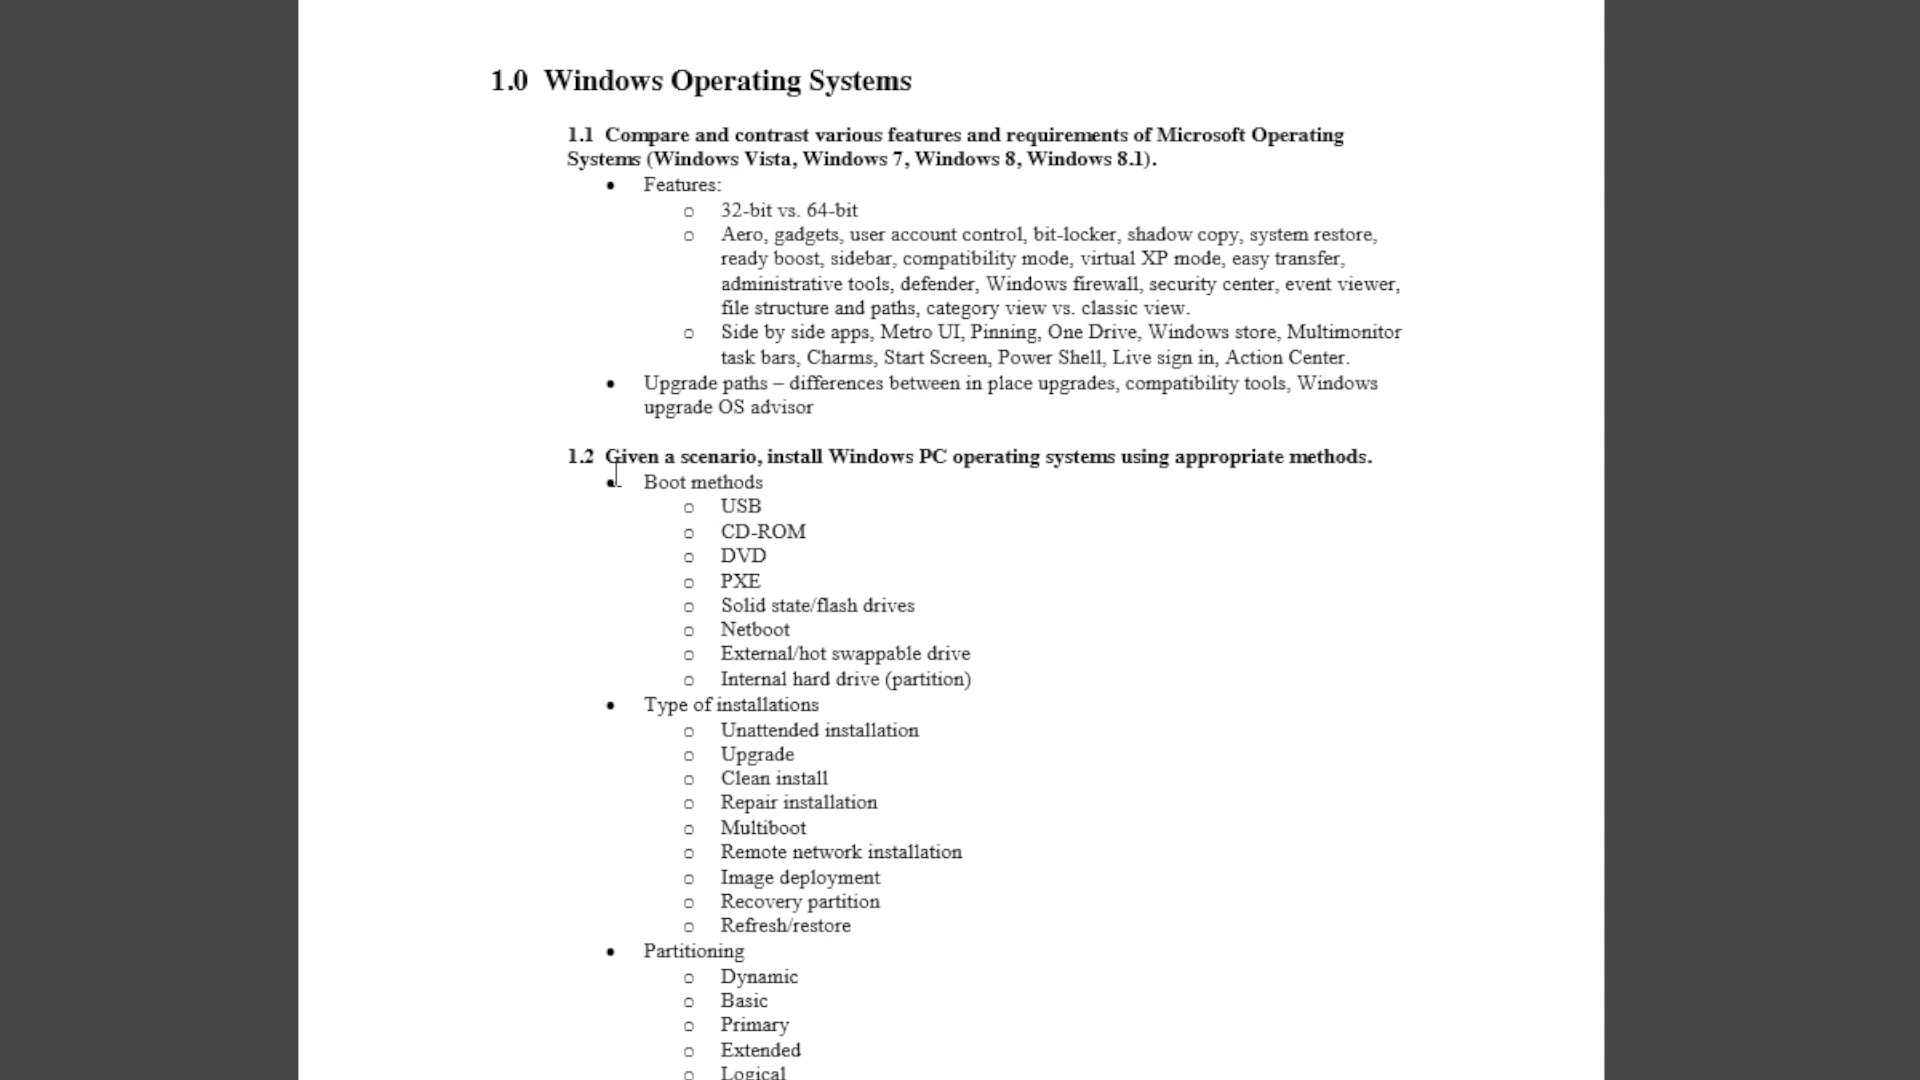 1.0 Windows Operating Systems
1.1 Compare and contrast various features and requirements of Microsoft Operating
Systems (Windows Vista, Windows 7, Windows 8, Windows 8.1).
• Features:
o 32-bit vs. 64-bit
o Aero, gadgets, user account control, bit-locker, shadow copy, system restore,
ready boost, sidebar, compatibility mode, virtual XP mode, easy transfer,
administrative tools, defender, Windows firewall, security center, event viewer,
file structure and paths, category view vs. classic view.
o Side by side apps, Metro UI, Pinning, One Drive, Windows store, Multimonitor
task bars, Charms, Start Screen, Power Shell, Live sign in, Action Center.
• Upgrade paths – differences between in place upgrades, compatibility tools, Windows
upgrade OS advisor
1.2 Given a scenario, install Windows PC operating systems using appropriate methods.
• Boot methods
o USB
o CD-ROM
o DVD
o PXE
o Solid state/flash drives
o Netboot
o External/hot swappable drive
o Internal hard drive (partition)
• Type of installations
o Unattended installation
o Upgrade
o Clean install
o Repair installation
o Multiboot
o Remote network installation
o Image deployment
o Recovery partition
o Refresh/restore
• Partitioning
o Dynamic
o Basic
o Primary
o Extended
o Logical